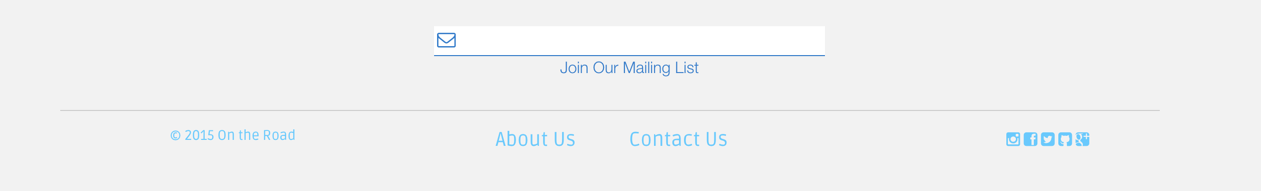 Join Our Mailing List
© 2015 On the Road
About Us
Contact Us